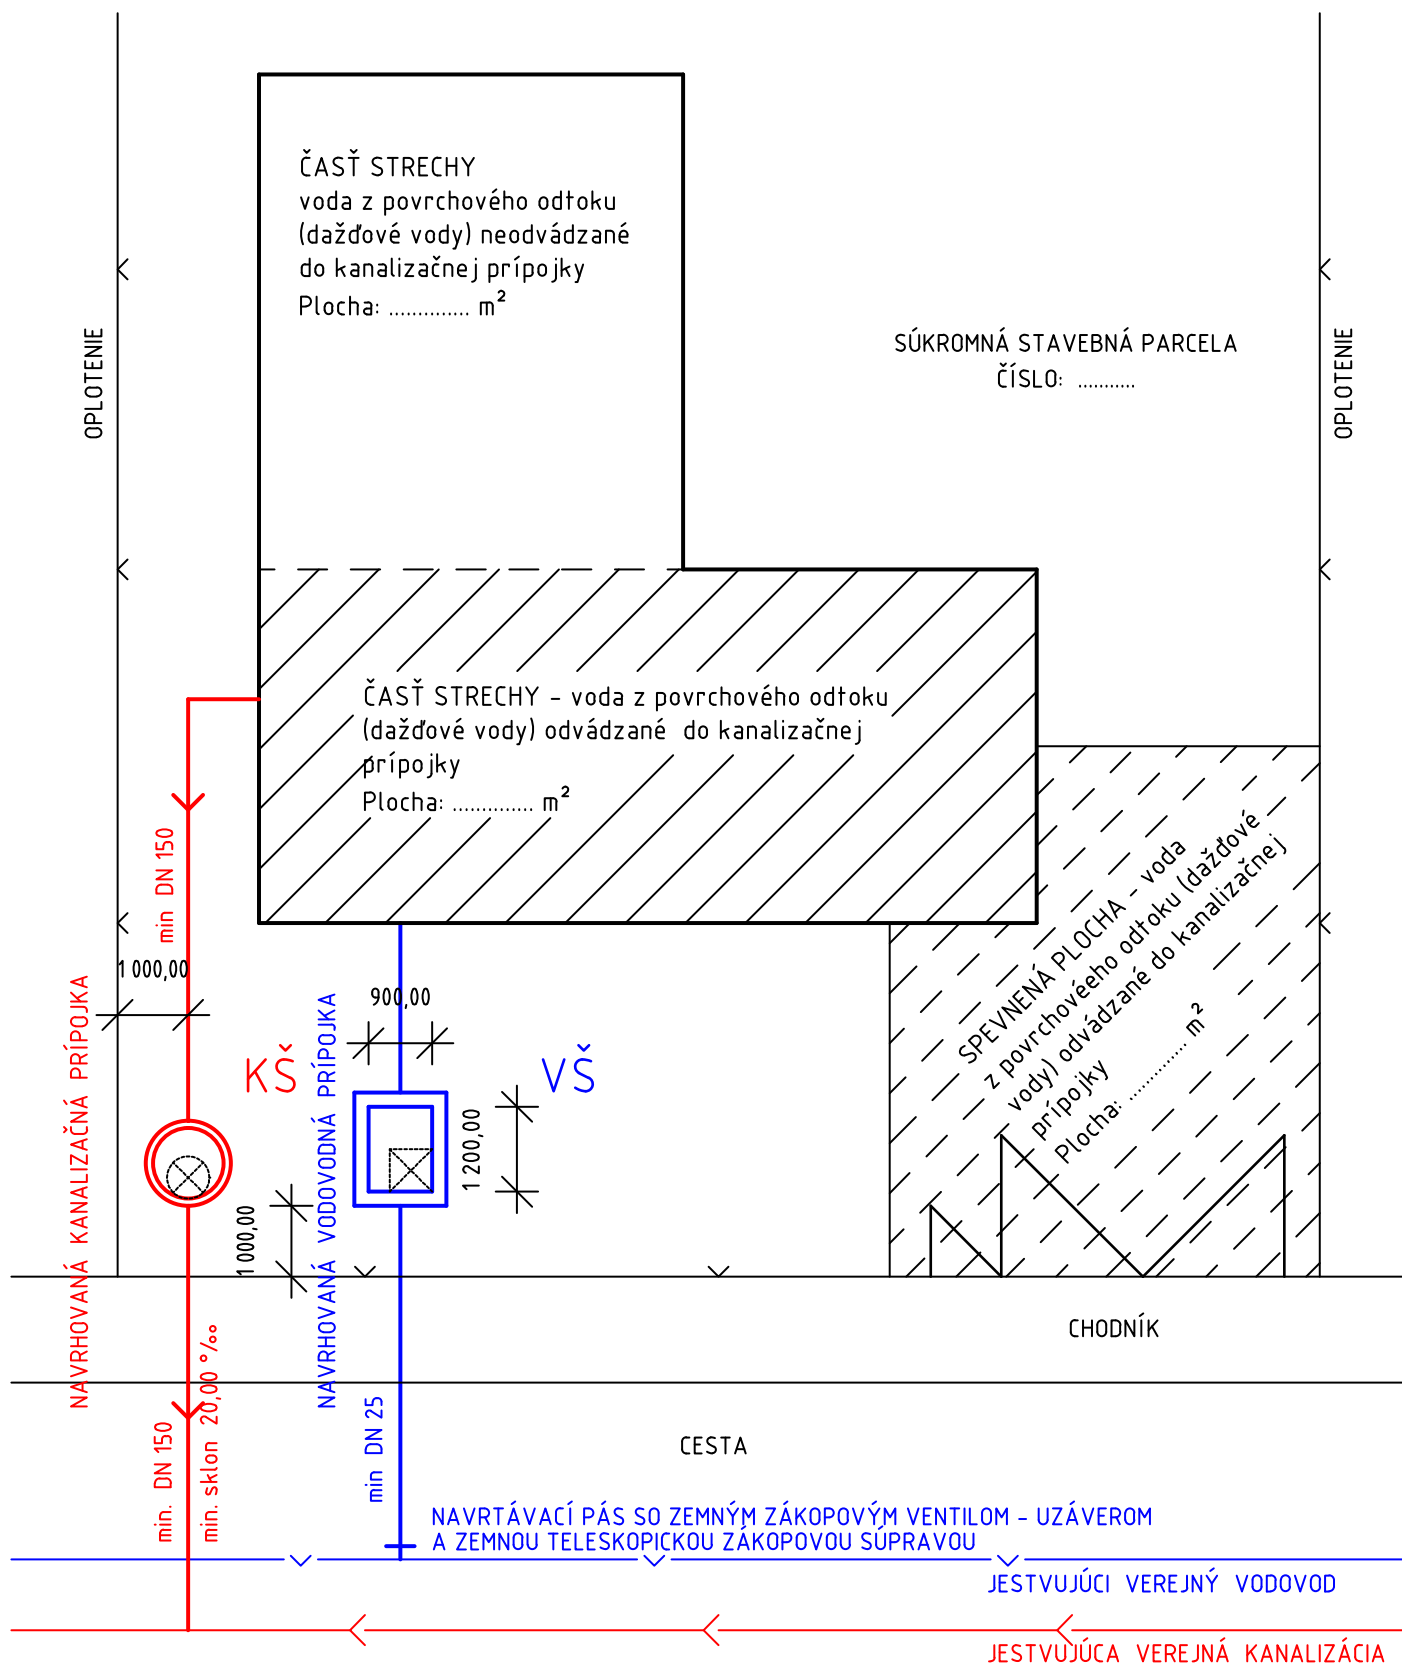 ČASŤ STRECHY
voda z povrchového odtoku
(dažďové vody) neodvádzané
do kanalizačnej prípojky
Plocha: .............. m²
SÚKROMNÁ STAVEBNÁ PARCELA
ČÍSLO: ...........
OPLOTENIE
OPLOTENIE
ČASŤ STRECHY - voda z povrchového odtoku
(dažďové vody) odvádzané do kanalizačnej
prípojky
Plocha: .............. m²
SPEVNENÁ PLOCHA - voda
z povrchovéeho odtoku (dažďové
vody) odvádzané do kanalizačnej
prípojky
Plocha: .............. m²
min DN 150
1 000,00
NAVRHOVANÁ KANALIZAČNÁ PRÍPOJKA
KŠ
NAVRHOVANÁ VODOVODNÁ PRÍPOJKA
900,00
VŠ
1 200,00
1 000,00
CHODNÍK
min. DN 150
min. sklon 20,00 °/oo
min DN 25
CESTA
NAVRTÁVACÍ PÁS SO ZEMNÝM ZÁKOPOVÝM VENTILOM - UZÁVEROM
A ZEMNOU TELESKOPICKOU ZÁKOPOVOU SÚPRAVOU
JESTVUJÚCI VEREJNÝ VODOVOD
JESTVUJÚCA VEREJNÁ KANALIZÁCIA